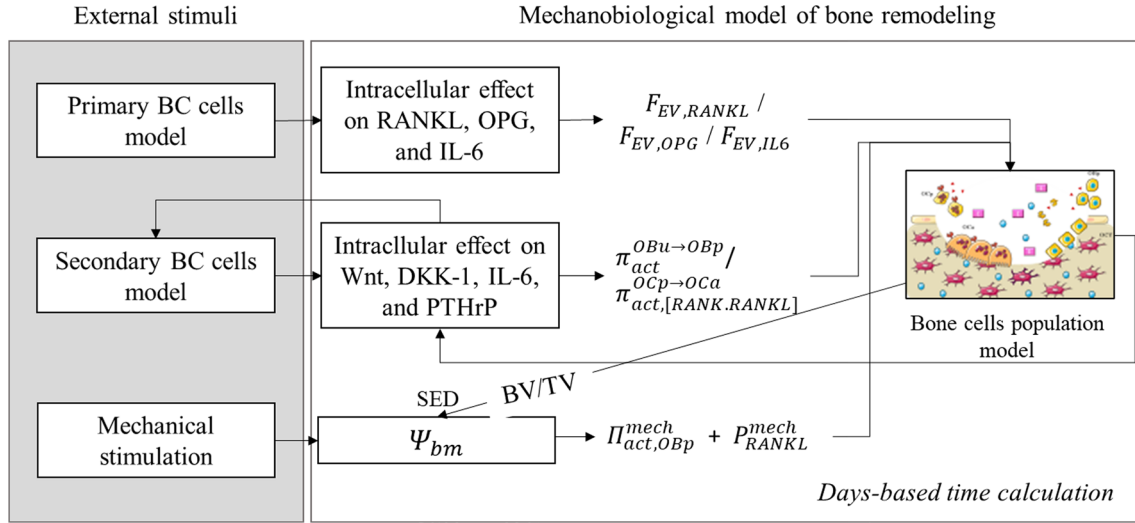 External stimuli
Mechanobiological model of bone remodeling
Primary BC cells
model
Intracellular effect
on RANKL, OPG,
and IL-6
F_{EV,RANKL} /
F_{EV,OPG} / F_{EV,IL6}
Secondary BC cells
model
Intracllular effect on
Wnt, DKK-1, IL-6,
and PTHrP
π_{act}^{OBu→OBp} /
π_{act,[RANK.RANKL]}^{OCp→OCa}
OCp
OBp
OCa
Bone cells population
model
BV/TV
SED
Mechanical
stimulation
Ψ_{bm}
Π_{act,OBp}^{mech} + P_{RANKL}^{mech}
Days-based time calculation